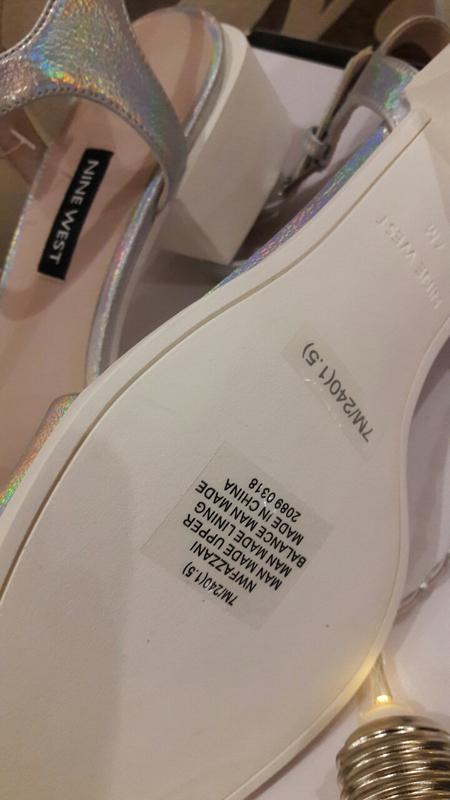 NINE WEST
NINE WEST
7M
7M/240(1.5)
7M/240(1.5)
NWFAZZANI
MAN MADE UPPER
MAN MADE LINING
BALANCE MAN MADE
MADE IN CHINA
2089 0318